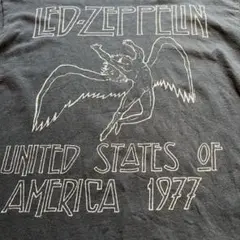 LED-ZEPPELIN
UNITED STATES OF
AMERICA 1977